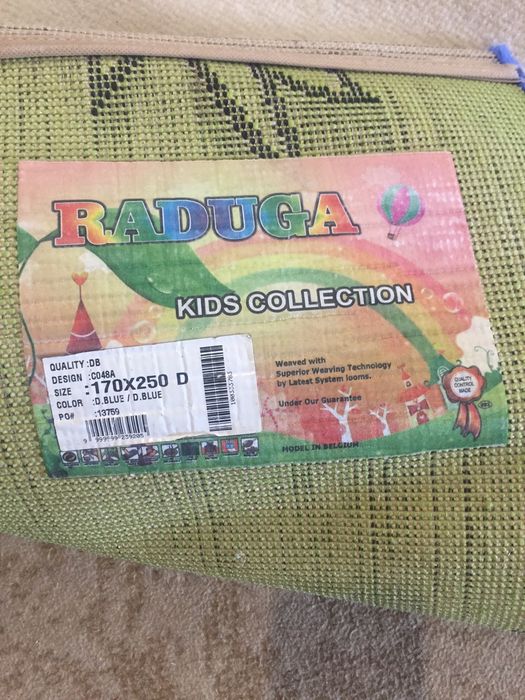 RADUGA
KIDS COLLECTION
QUALITY :DB
DESIGN :C048A
SIZE :170X250 D
COLOR :D.BLUE / D.BLUE
PO# :13759
Weaved with
Superior Weaving Technology
by Latest System looms.
Under Our Guarantee
QUALITY
CONTROL
MADE
MODEL IN BELGIUM